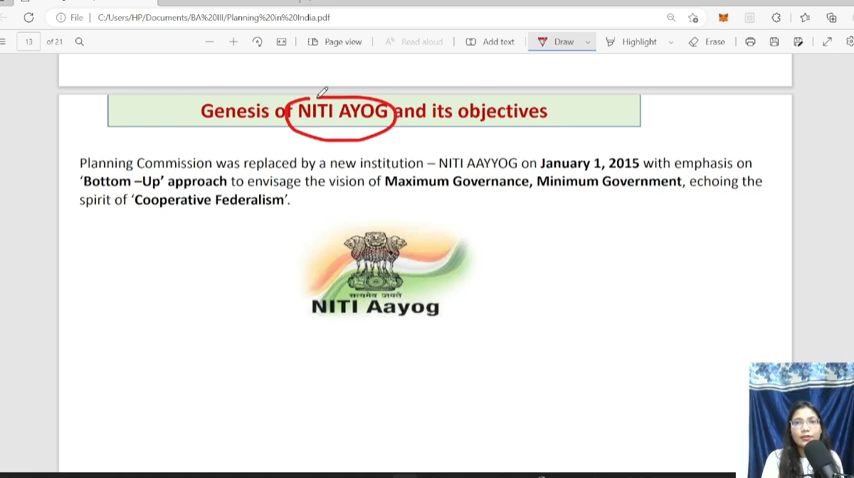 File | C:/Users/HP/Documents/BA%20III/Planning%20in%20India.pdf
13 of 21 Page view Read aloud Add text Draw Highlight Erase
Genesis of NITI AYOG and its objectives
Planning Commission was replaced by a new institution – NITI AAYYOG on January 1, 2015 with emphasis on
‘Bottom –Up’ approach to envisage the vision of Maximum Governance, Minimum Government, echoing the
spirit of ‘Cooperative Federalism’.
सत्यमेव जयते
NITI Aayog